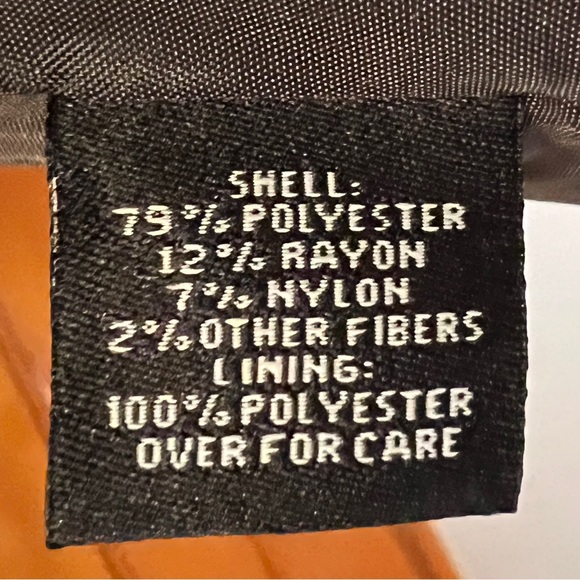 SHELL:
79% POLYESTER
12% RAYON
7% NYLON
2% OTHER FIBERS
LINING:
100% POLYESTER
OVER FOR CARE